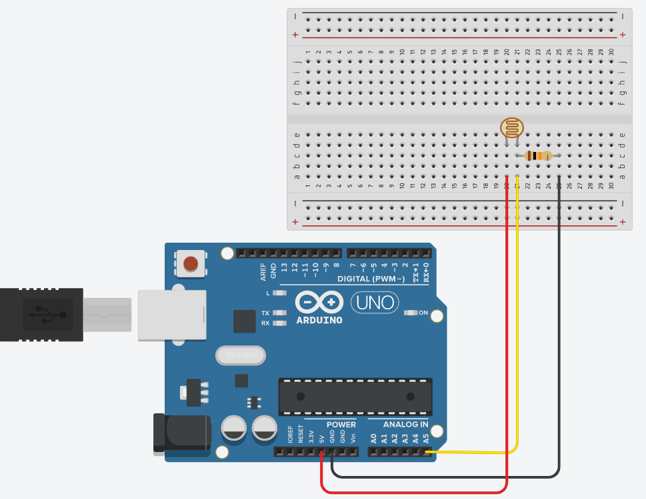 − −
+ +
1 2 3 4 5 6 7 8 9 10 11 12 13 14 15 16 17 18 19 20 21 22 23 24 25 26 27 28 29 30
j j
i i
h h
g g
f f
e e
d d
c c
b b
a a
1 2 3 4 5 6 7 8 9 10 11 12 13 14 15 16 17 18 19 20 21 22 23 24 25 26 27 28 29 30
− −
+ +
AREF GND 13 12 ~11 ~10 ~9 8 7 ~6 ~5 4 ~3 2 TX→1 RX←0
DIGITAL (PWM~)
L
TX
RX
UNO
ON
ARDUINO
POWER ANALOG IN
IOREF RESET 3.3V 5V GND GND Vin A0 A1 A2 A3 A4 A5